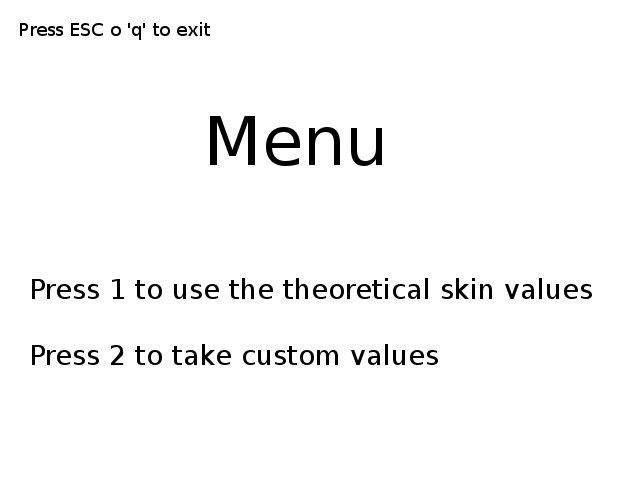 Press ESC o 'q' to exit
Menu
Press 1 to use the theoretical skin values
Press 2 to take custom values